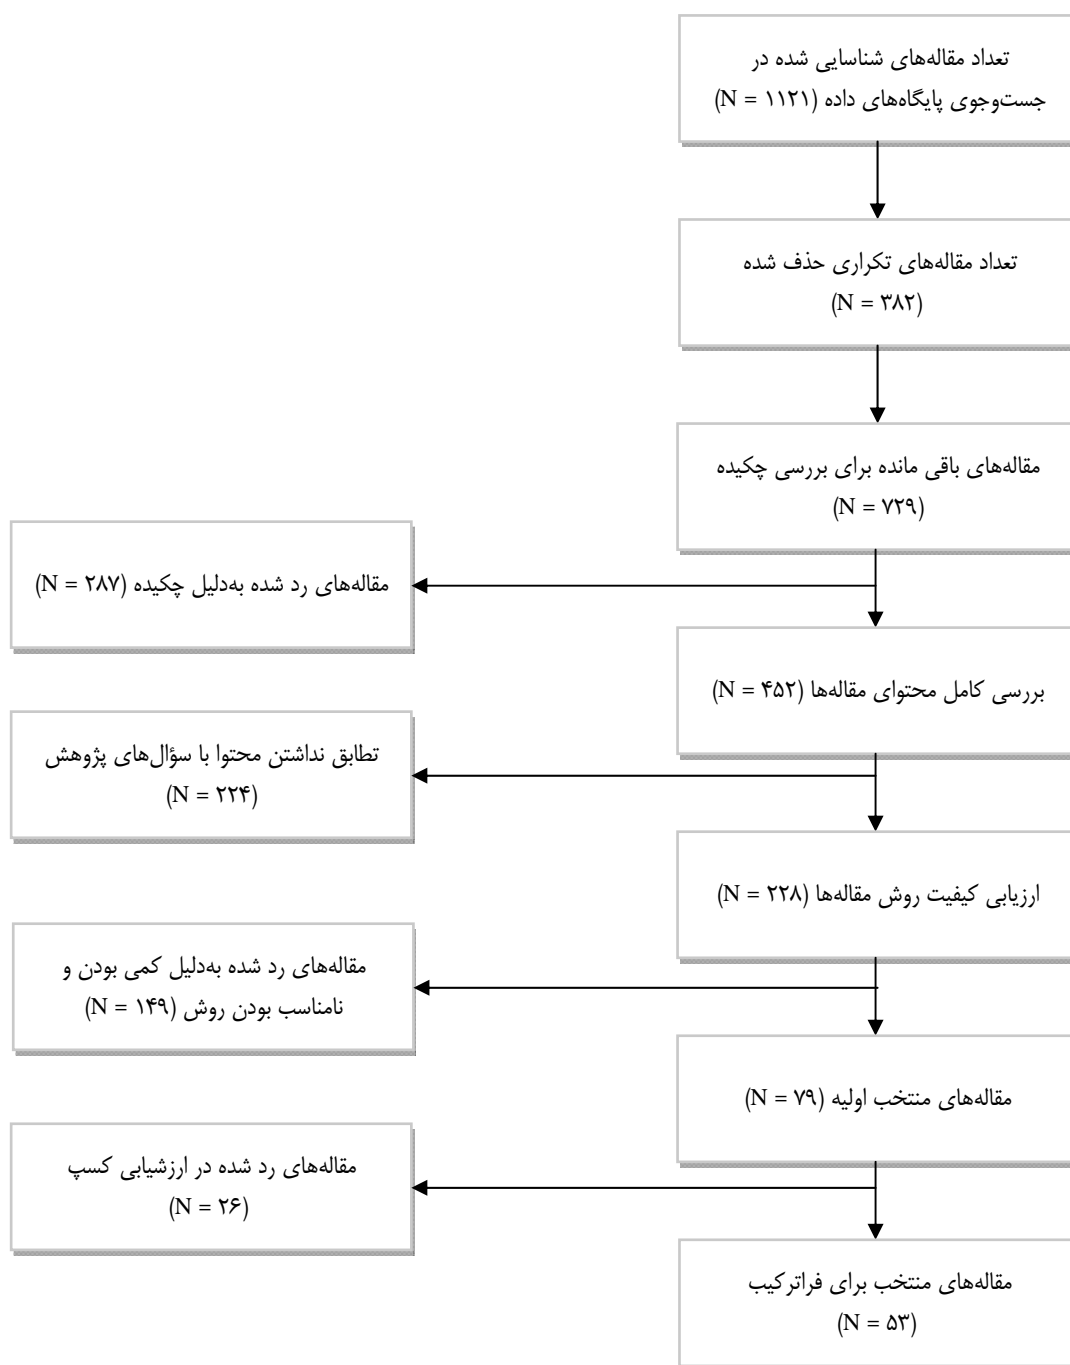 تعداد مقاله‌های شناسایی شده در
جست‌وجوی پایگاه‌های داده (N = ۱۱۲۱)
تعداد مقاله‌های تکراری حذف شده
(N = ۳۸۲)
مقاله‌های باقی مانده برای بررسی چکیده
(N = ۷۲۹)
مقاله‌های رد شده به‌دلیل چکیده (N = ۲۸۷)
بررسی کامل محتوای مقاله‌ها (N = ۴۵۲)
تطابق نداشتن محتوا با سؤال‌های پژوهش
(N = ۲۲۴)
ارزیابی کیفیت روش مقاله‌ها (N = ۲۲۸)
مقاله‌های رد شده به‌دلیل کمی بودن و
نامناسب بودن روش (N = ۱۴۹)
مقاله‌های منتخب اولیه (N = ۷۹)
مقاله‌های رد شده در ارزشیابی کسپ
(N = ۲۶)
مقاله‌های منتخب برای فراترکیب
(N = ۵۳)